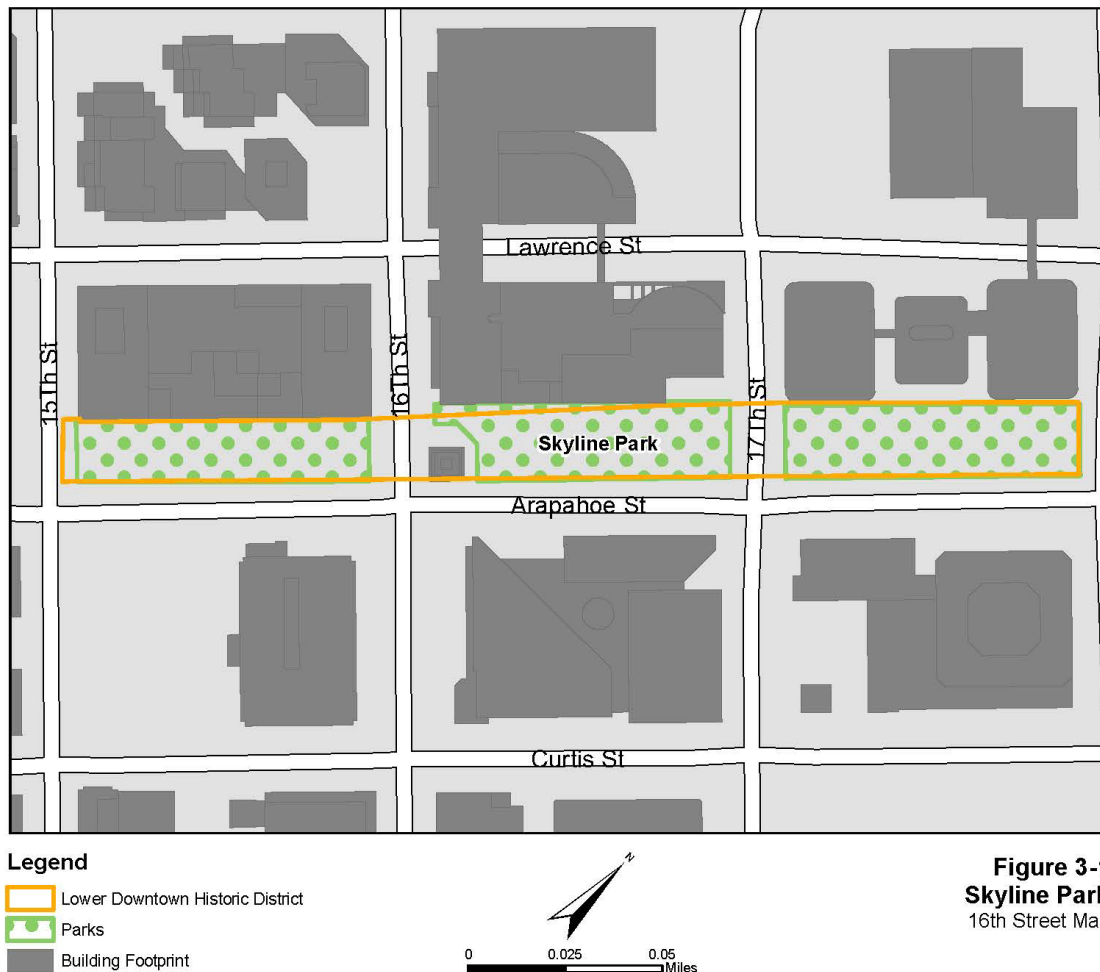 Lawrence St
15Th St
16Th St
17Th St
Skyline Park
Arapahoe St
Curtis St
Legend
Lower Downtown Historic District
Parks
Building Footprint
N
0 0.025 0.05
Miles
Figure 3-
Skyline Park
16th Street Ma